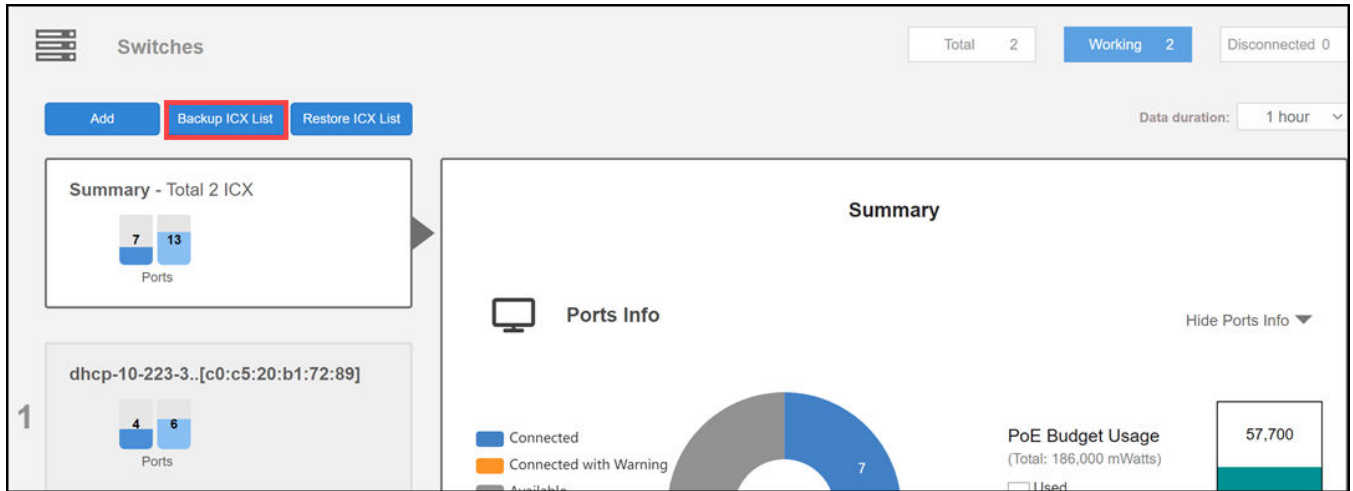 Switches
Total 2
Working 2
Disconnected 0
Add
Backup ICX List
Restore ICX List
Data duration:
1 hour
Summary - Total 2 ICX
7 13
Ports
Summary
Ports Info
Hide Ports Info
dhcp-10-223-3..[c0:c5:20:b1:72:89]
1
4 6
Ports
Connected
Connected with Warning
Available
7
PoE Budget Usage
(Total: 186,000 mWatts)
Used
57,700